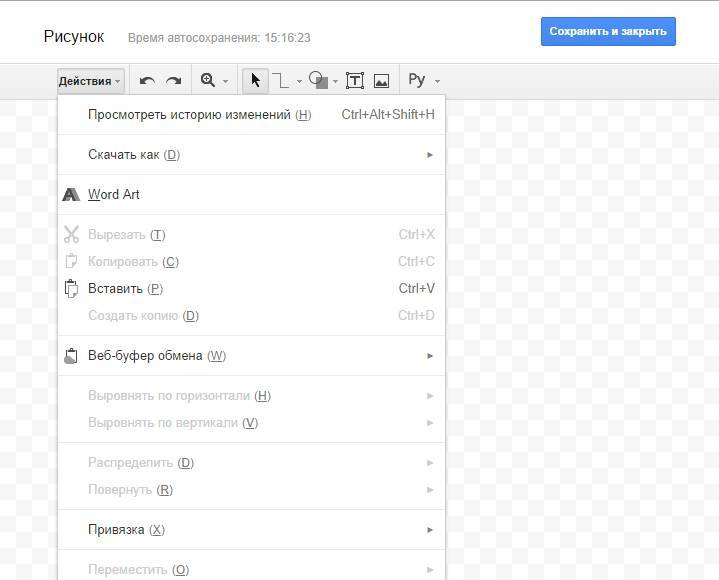 Рисунок Время автосохранения: 15:16:23 Сохранить и закрыть
Действия Ру
Просмотреть историю изменений (H) Ctrl+Alt+Shift+H
Скачать как (D)
Word Art
Вырезать (T) Ctrl+X
Копировать (C) Ctrl+C
Вставить (P) Ctrl+V
Создать копию (D) Ctrl+D
Веб-буфер обмена (W)
Выровнять по горизонтали (H)
Выровнять по вертикали (V)
Распределить (D)
Повернуть (R)
Привязка (X)
Переместить (O)